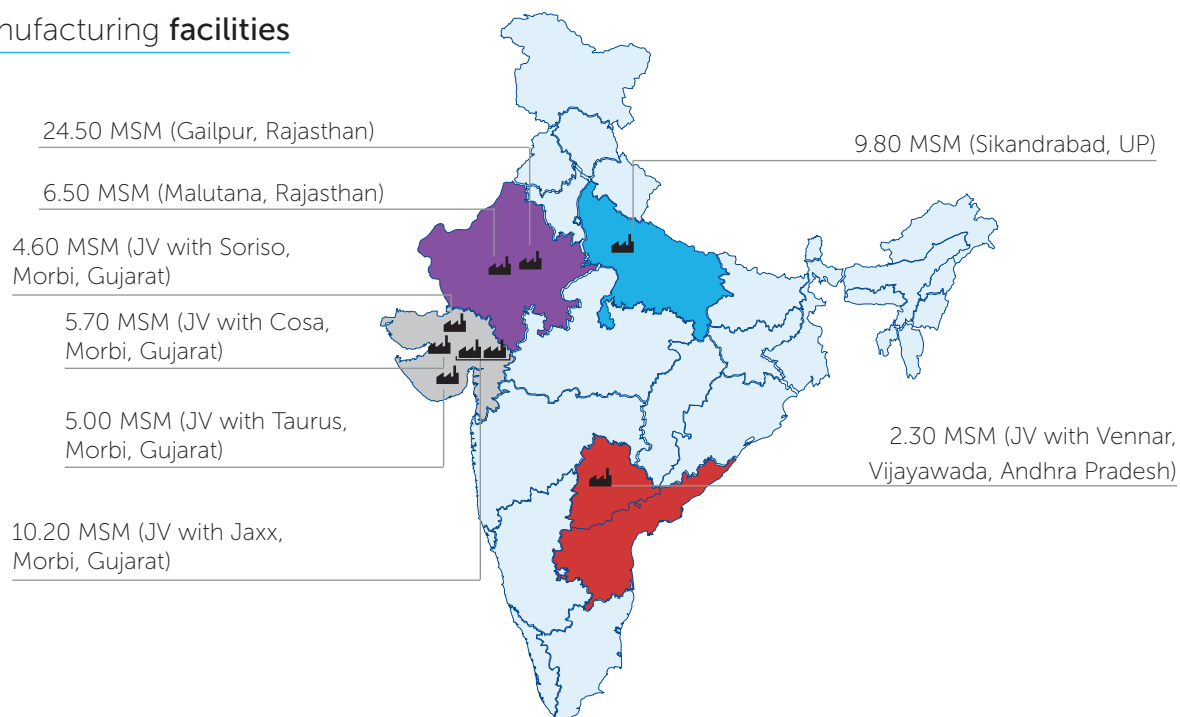 nufacturing facilities
24.50 MSM (Gailpur, Rajasthan)
9.80 MSM (Sikandrabad, UP)
6.50 MSM (Malutana, Rajasthan)
4.60 MSM (JV with Soriso,
Morbi, Gujarat)
5.70 MSM (JV with Cosa,
Morbi, Gujarat)
5.00 MSM (JV with Taurus,
Morbi, Gujarat)
2.30 MSM (JV with Vennar,
Vijayawada, Andhra Pradesh)
10.20 MSM (JV with Jaxx,
Morbi, Gujarat)